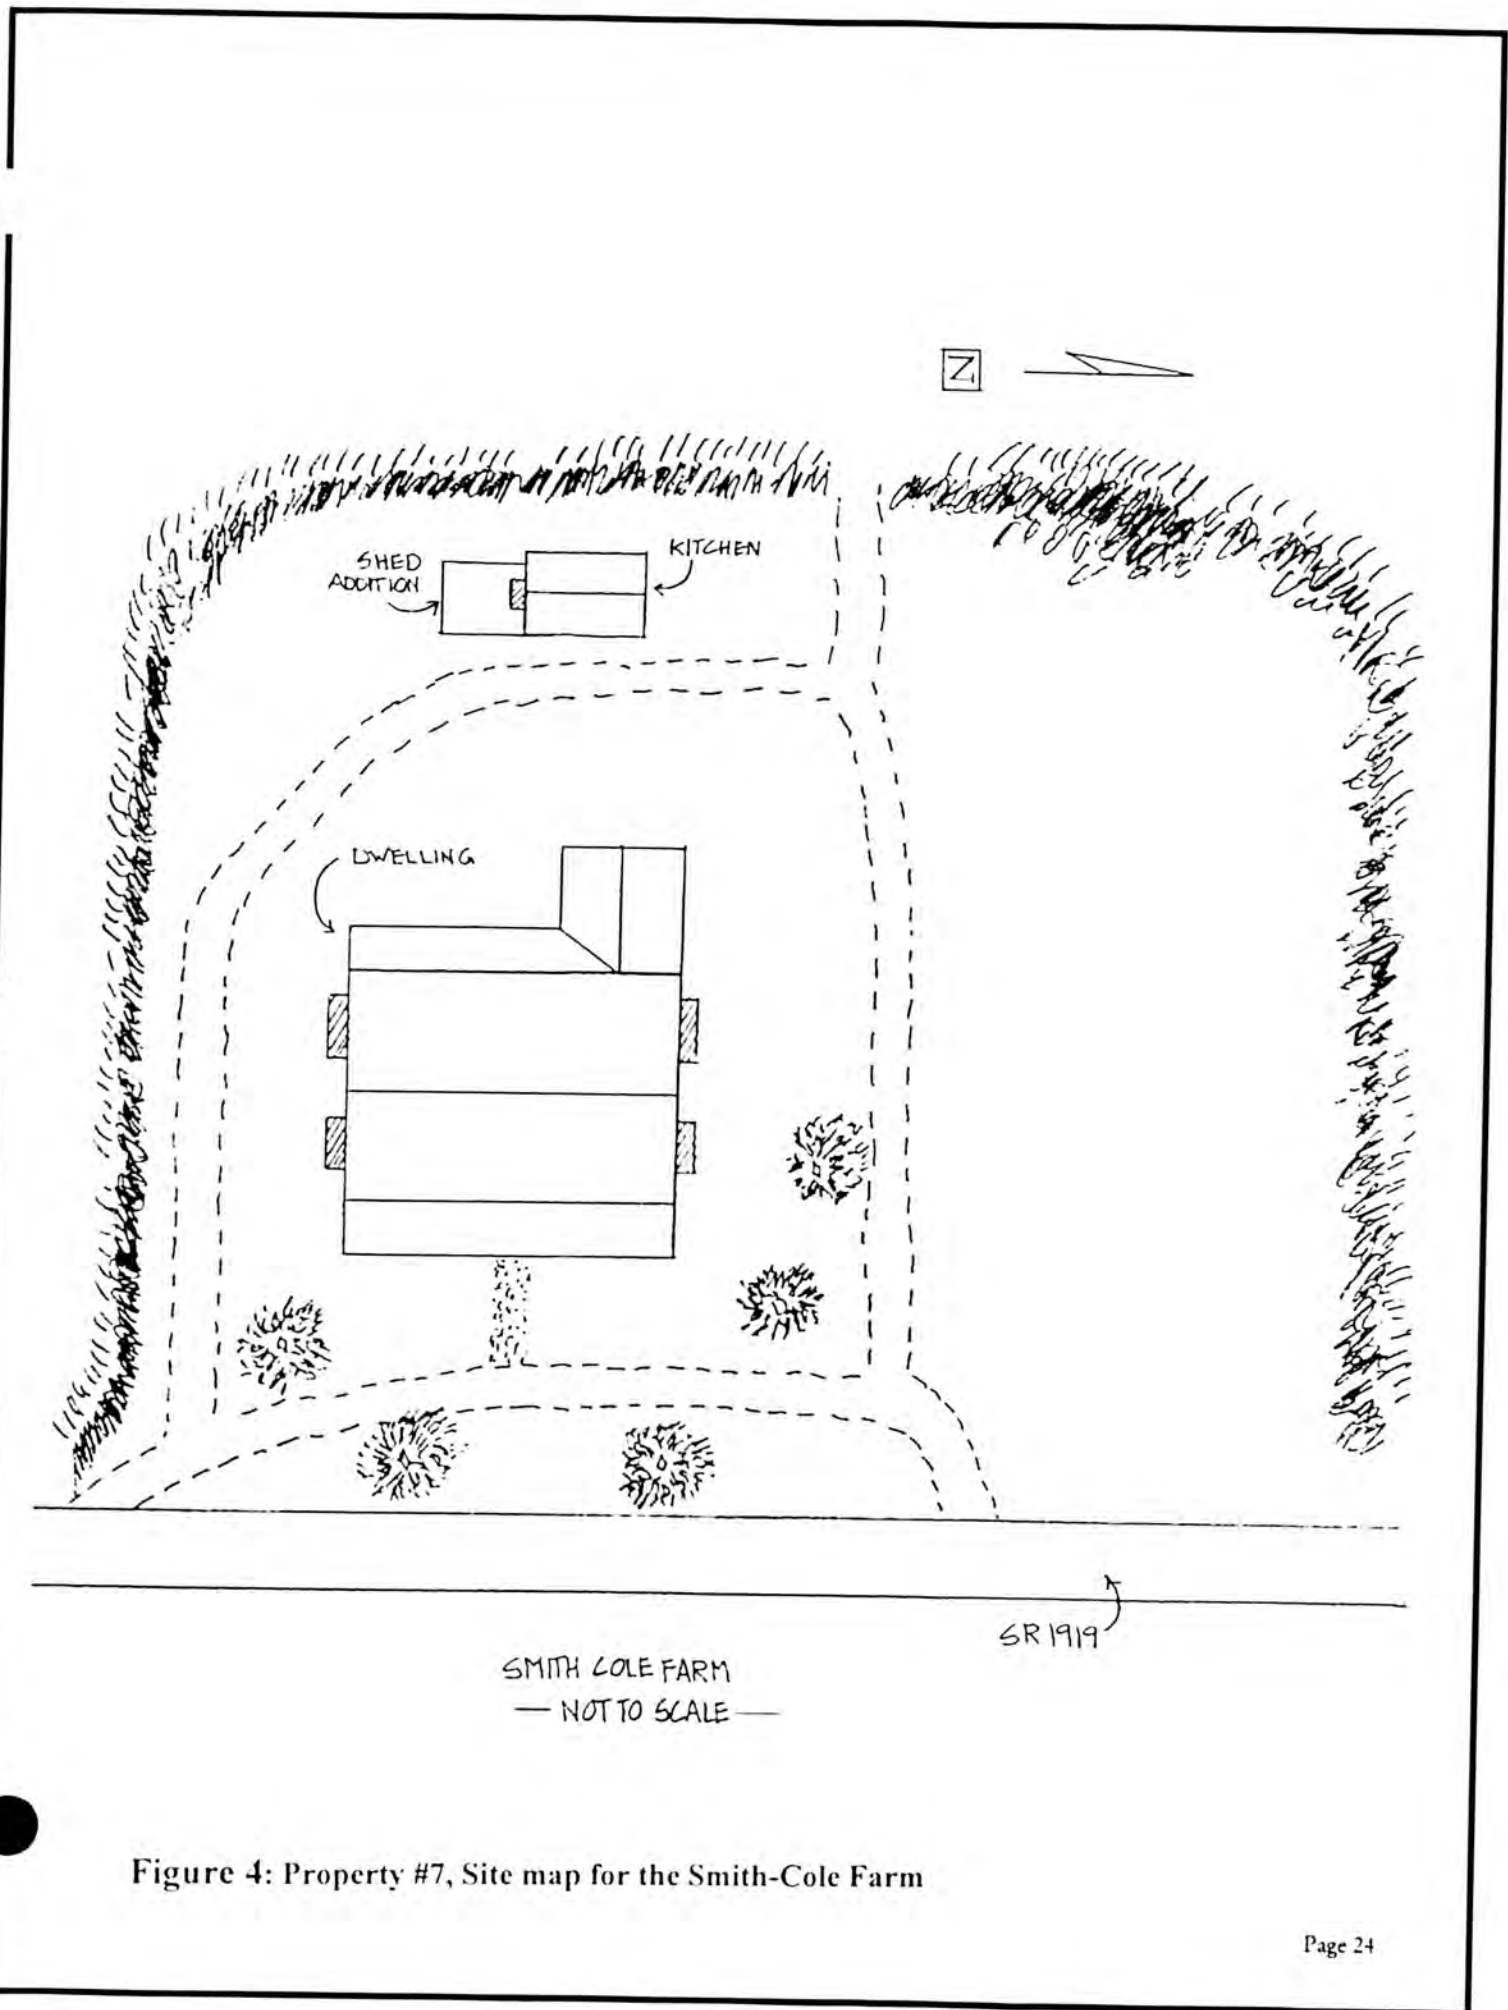 N
SHED
ADDITION
KITCHEN
DWELLING
SR 1919
SMITH COLE FARM
— NOT TO SCALE —
Figure 4: Property #7, Site map for the Smith-Cole Farm
Page 24